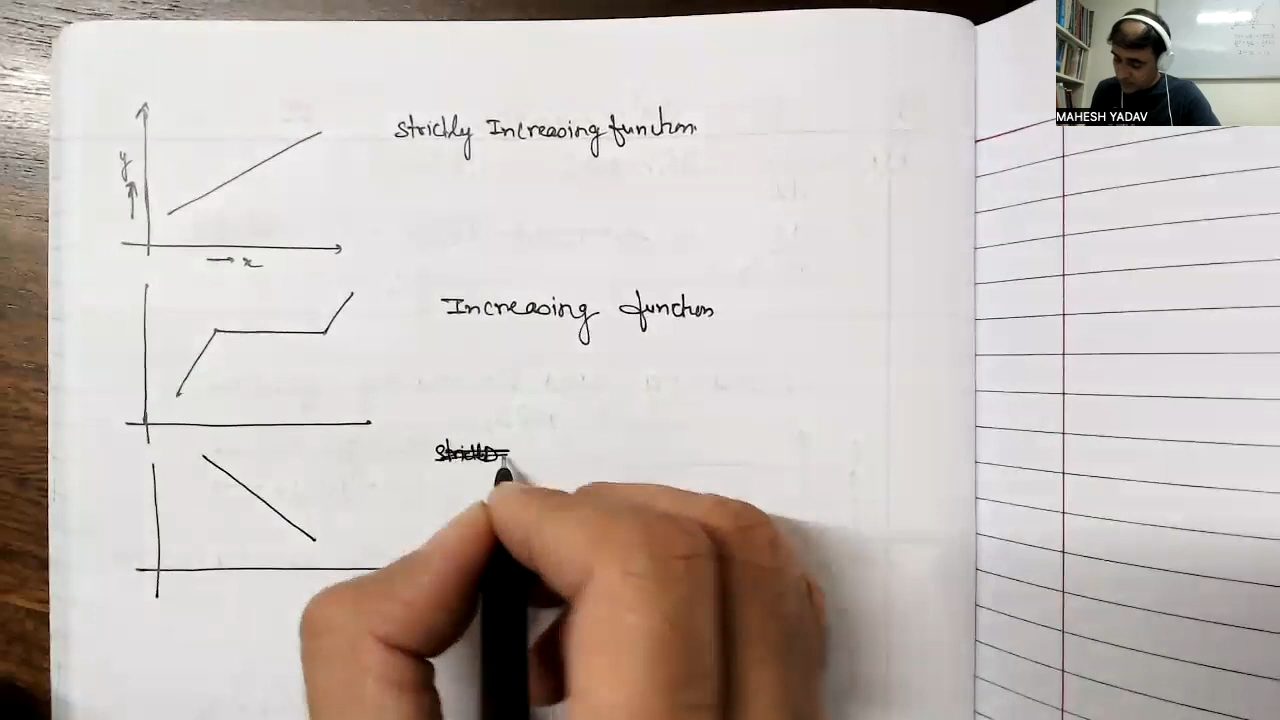 MAHESH YADAV
Strictly Increasing function
y
x
Increasing function